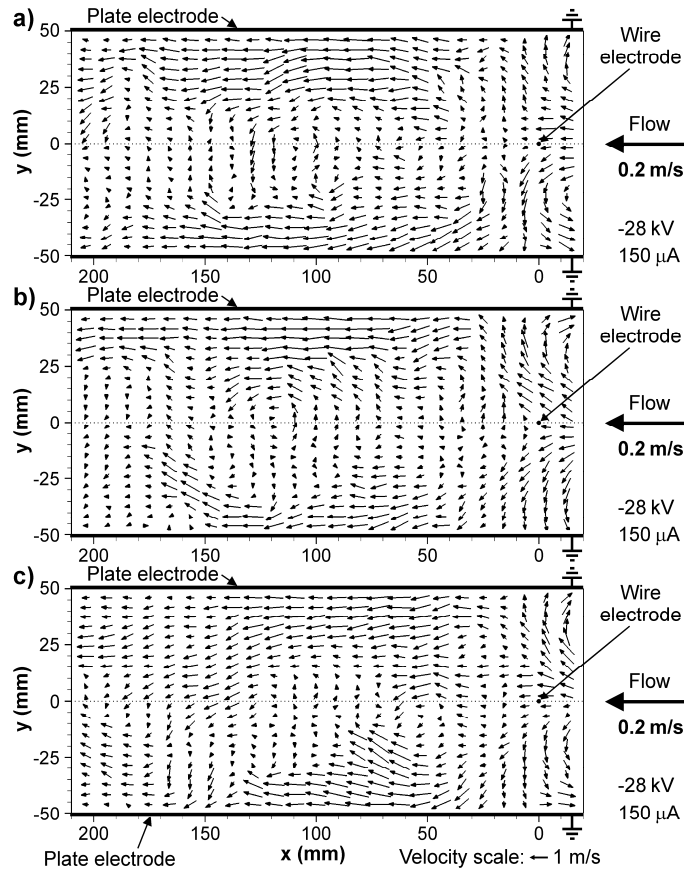 a)
Plate electrode
50
25
0
-25
-50
y (mm)
200
150
100
50
0
Wire
electrode
Flow
0.2 m/s
-28 kV
150 μA
b)
Plate electrode
50
25
0
-25
-50
y (mm)
200
150
100
50
0
Wire
electrode
Flow
0.2 m/s
-28 kV
150 μA
c)
Plate electrode
50
25
0
-25
-50
y (mm)
200
150
100
50
0
Wire
electrode
Flow
0.2 m/s
-28 kV
150 μA
Plate electrode
x (mm)
Velocity scale: ← 1 m/s